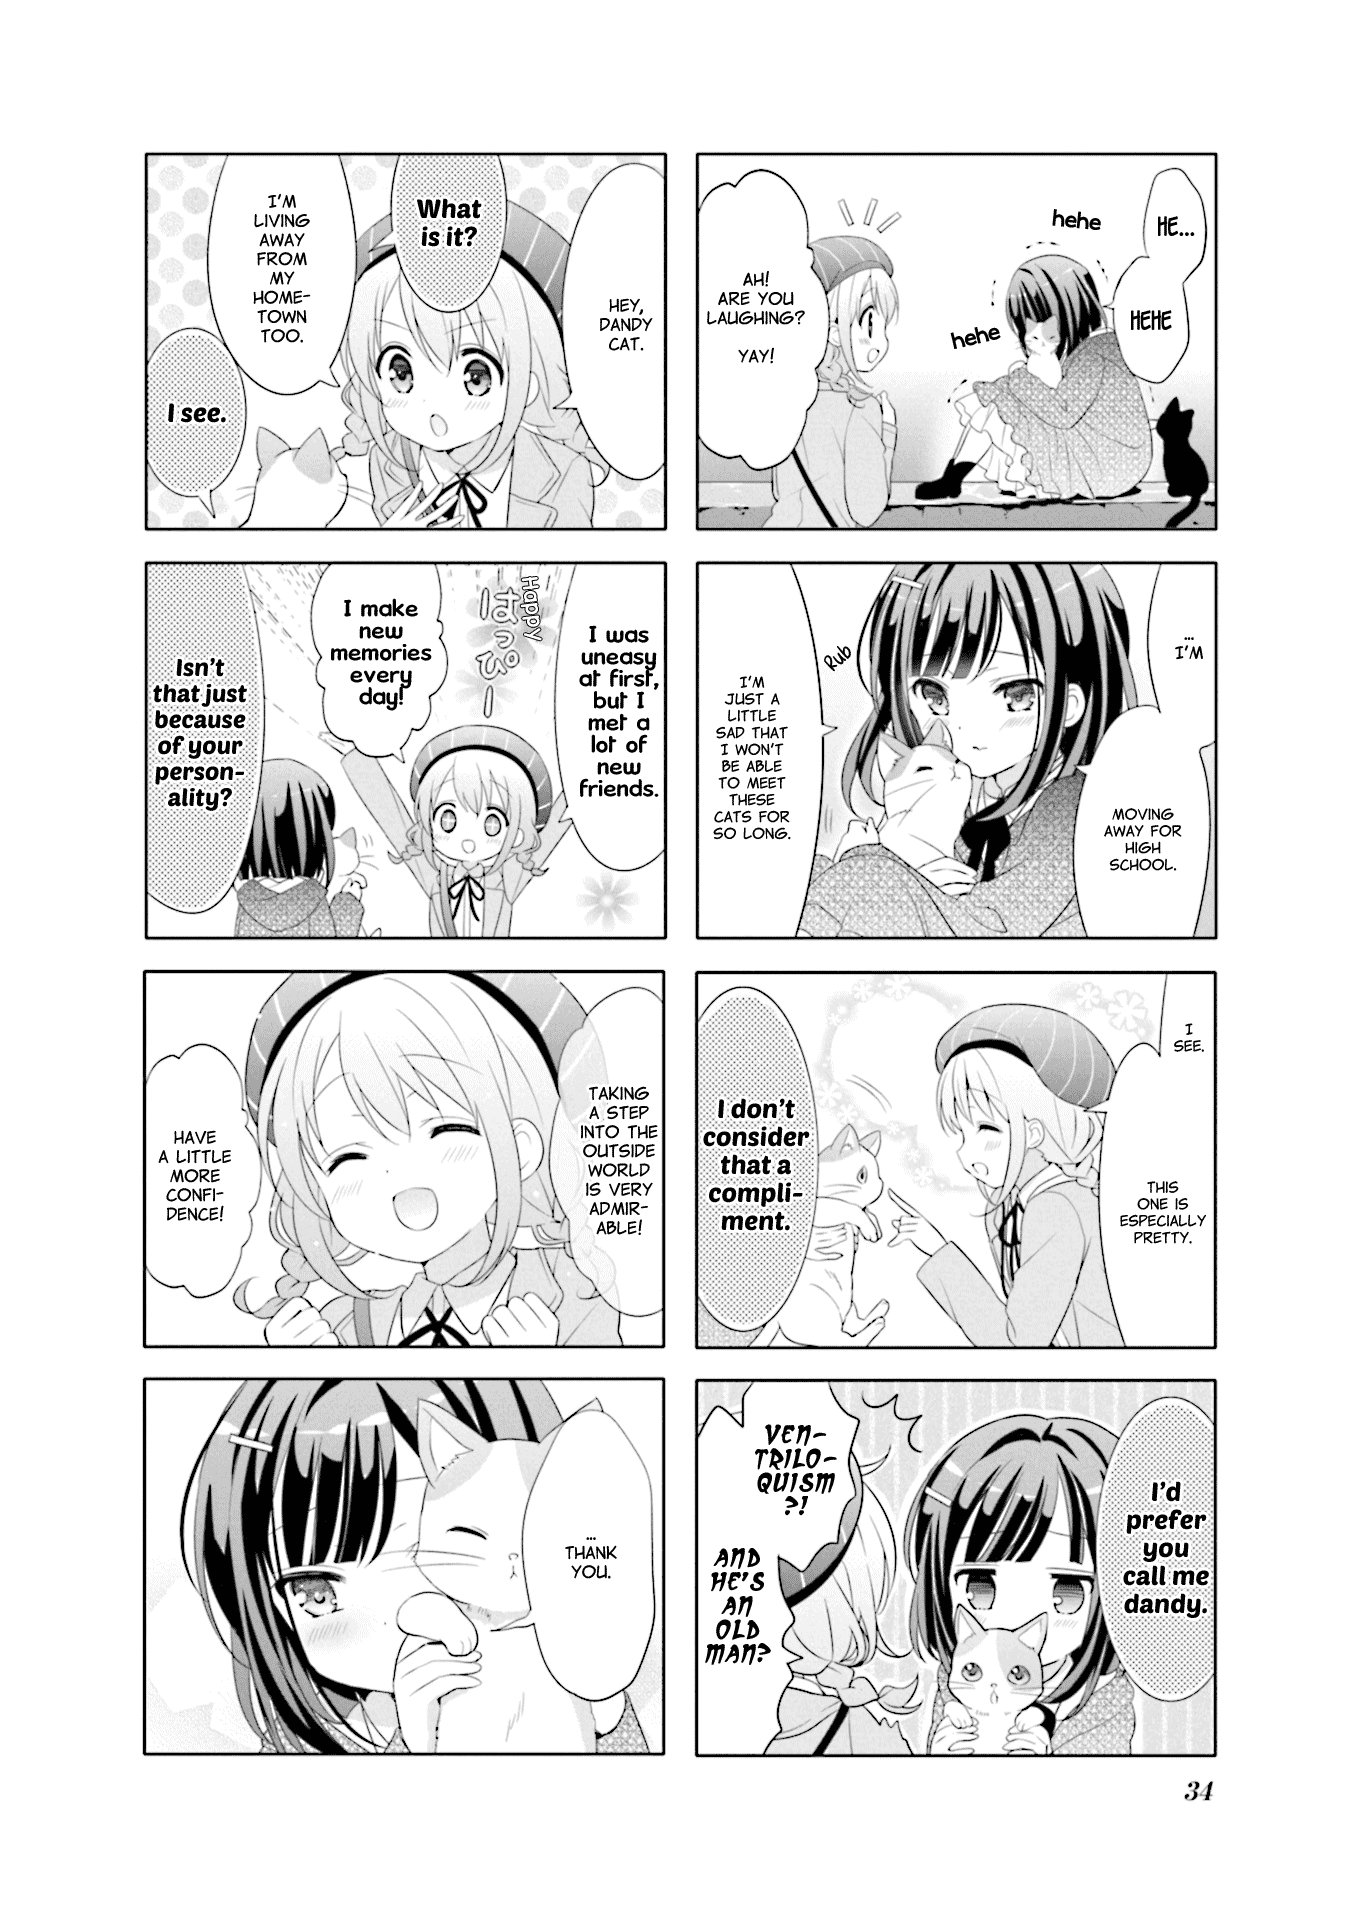 HE...
HEHE
hehe
hehe
AH!
ARE YOU
LAUGHING?
YAY!
...
I'M
MOVING
AWAY FOR
HIGH
SCHOOL.
Rub
I'M
JUST A
LITTLE
SAD THAT
I WON'T
BE ABLE
TO MEET
THESE
CATS FOR
SO LONG.
I
SEE.
THIS
ONE IS
ESPECIALLY
PRETTY.
I don't
consider
that a
compli-
ment.
I'd
prefer
you
call me
dandy.
VEN-
TRILO-
QUISM
?!
AND
HE'S
AN
OLD
MAN?
HEY,
DANDY
CAT.
What
is it?
I'M
LIVING
AWAY
FROM
MY
HOME-
TOWN
TOO.
I see.
I was
uneasy
at first,
but I
met a
lot of
new
friends.
Happy
はっぴー
I make
new
memories
every
day!
Isn't
that just
because
of your
person-
ality?
TAKING
A STEP
INTO THE
OUTSIDE
WORLD
IS VERY
ADMIR-
ABLE!
HAVE
A LITTLE
MORE
CONFI-
DENCE!
...
THANK
YOU.
34